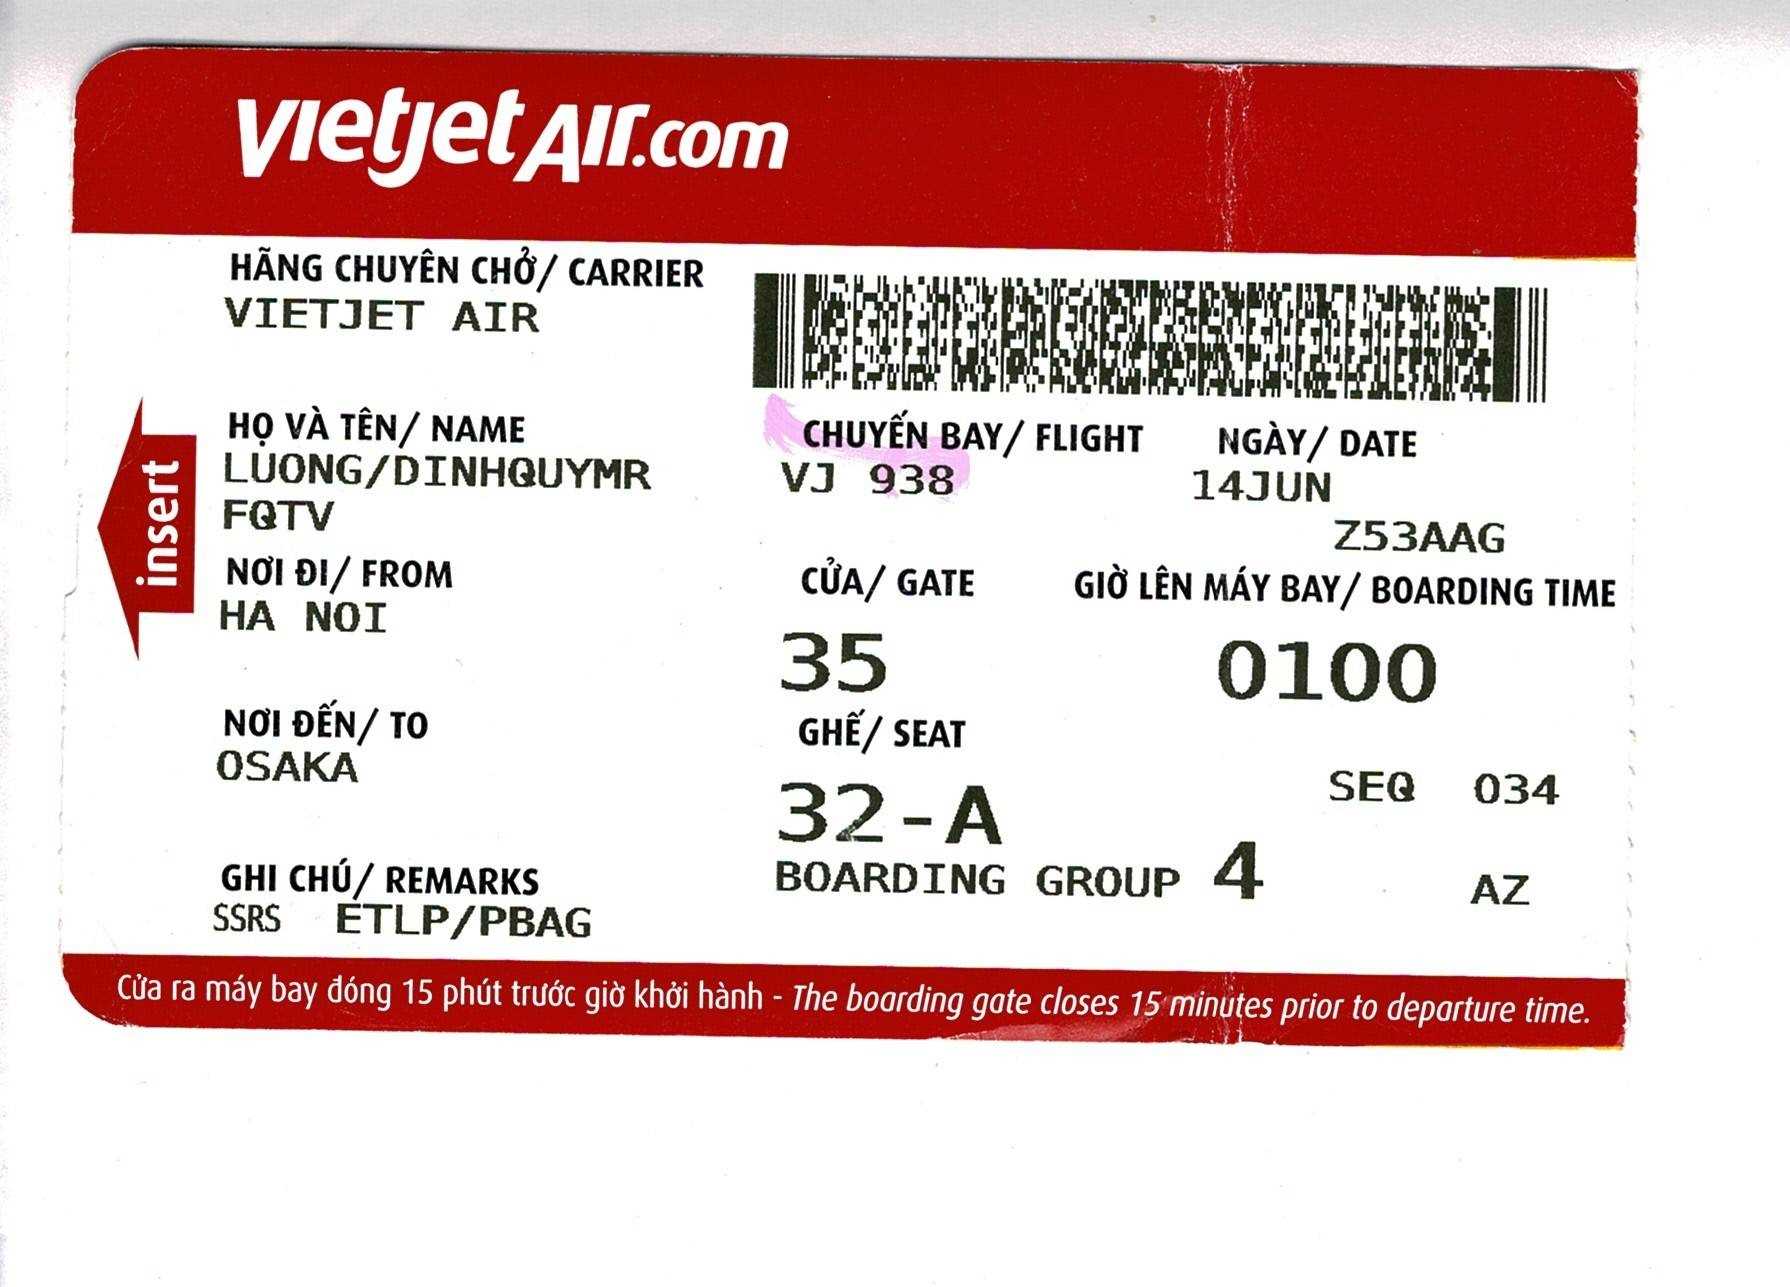 vietjetAir.com
HÃNG CHUYÊN CHỞ/ CARRIER
VIETJET AIR
HỌ VÀ TÊN/ NAME
LUONG/DINHQUYMR
FQTV
CHUYẾN BAY/ FLIGHT
VJ 938
NGÀY/ DATE
14JUN
Z53AAG
insert
NƠI ĐI/ FROM
HA NOI
CỬA/ GATE
35
GIỜ LÊN MÁY BAY/ BOARDING TIME
0100
NƠI ĐẾN/ TO
OSAKA
GHẾ/ SEAT
32-A
SEQ 034
BOARDING GROUP 4
AZ
GHI CHÚ/ REMARKS
SSRS ETLP/PBAG
Cửa ra máy bay đóng 15 phút trước giờ khởi hành - The boarding gate closes 15 minutes prior to departure time.